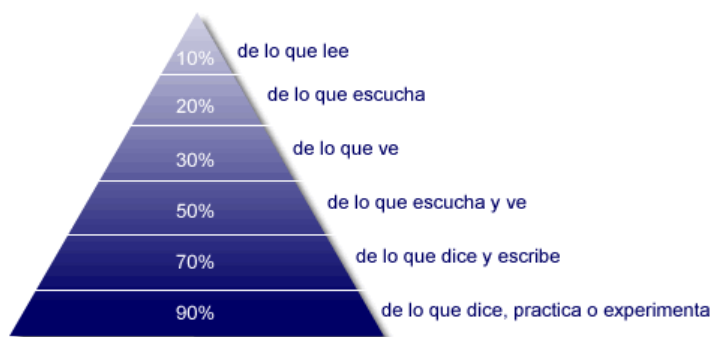 10% de lo que lee
20% de lo que escucha
30% de lo que ve
50% de lo que escucha y ve
70% de lo que dice y escribe
90% de lo que dice, practica o experimenta